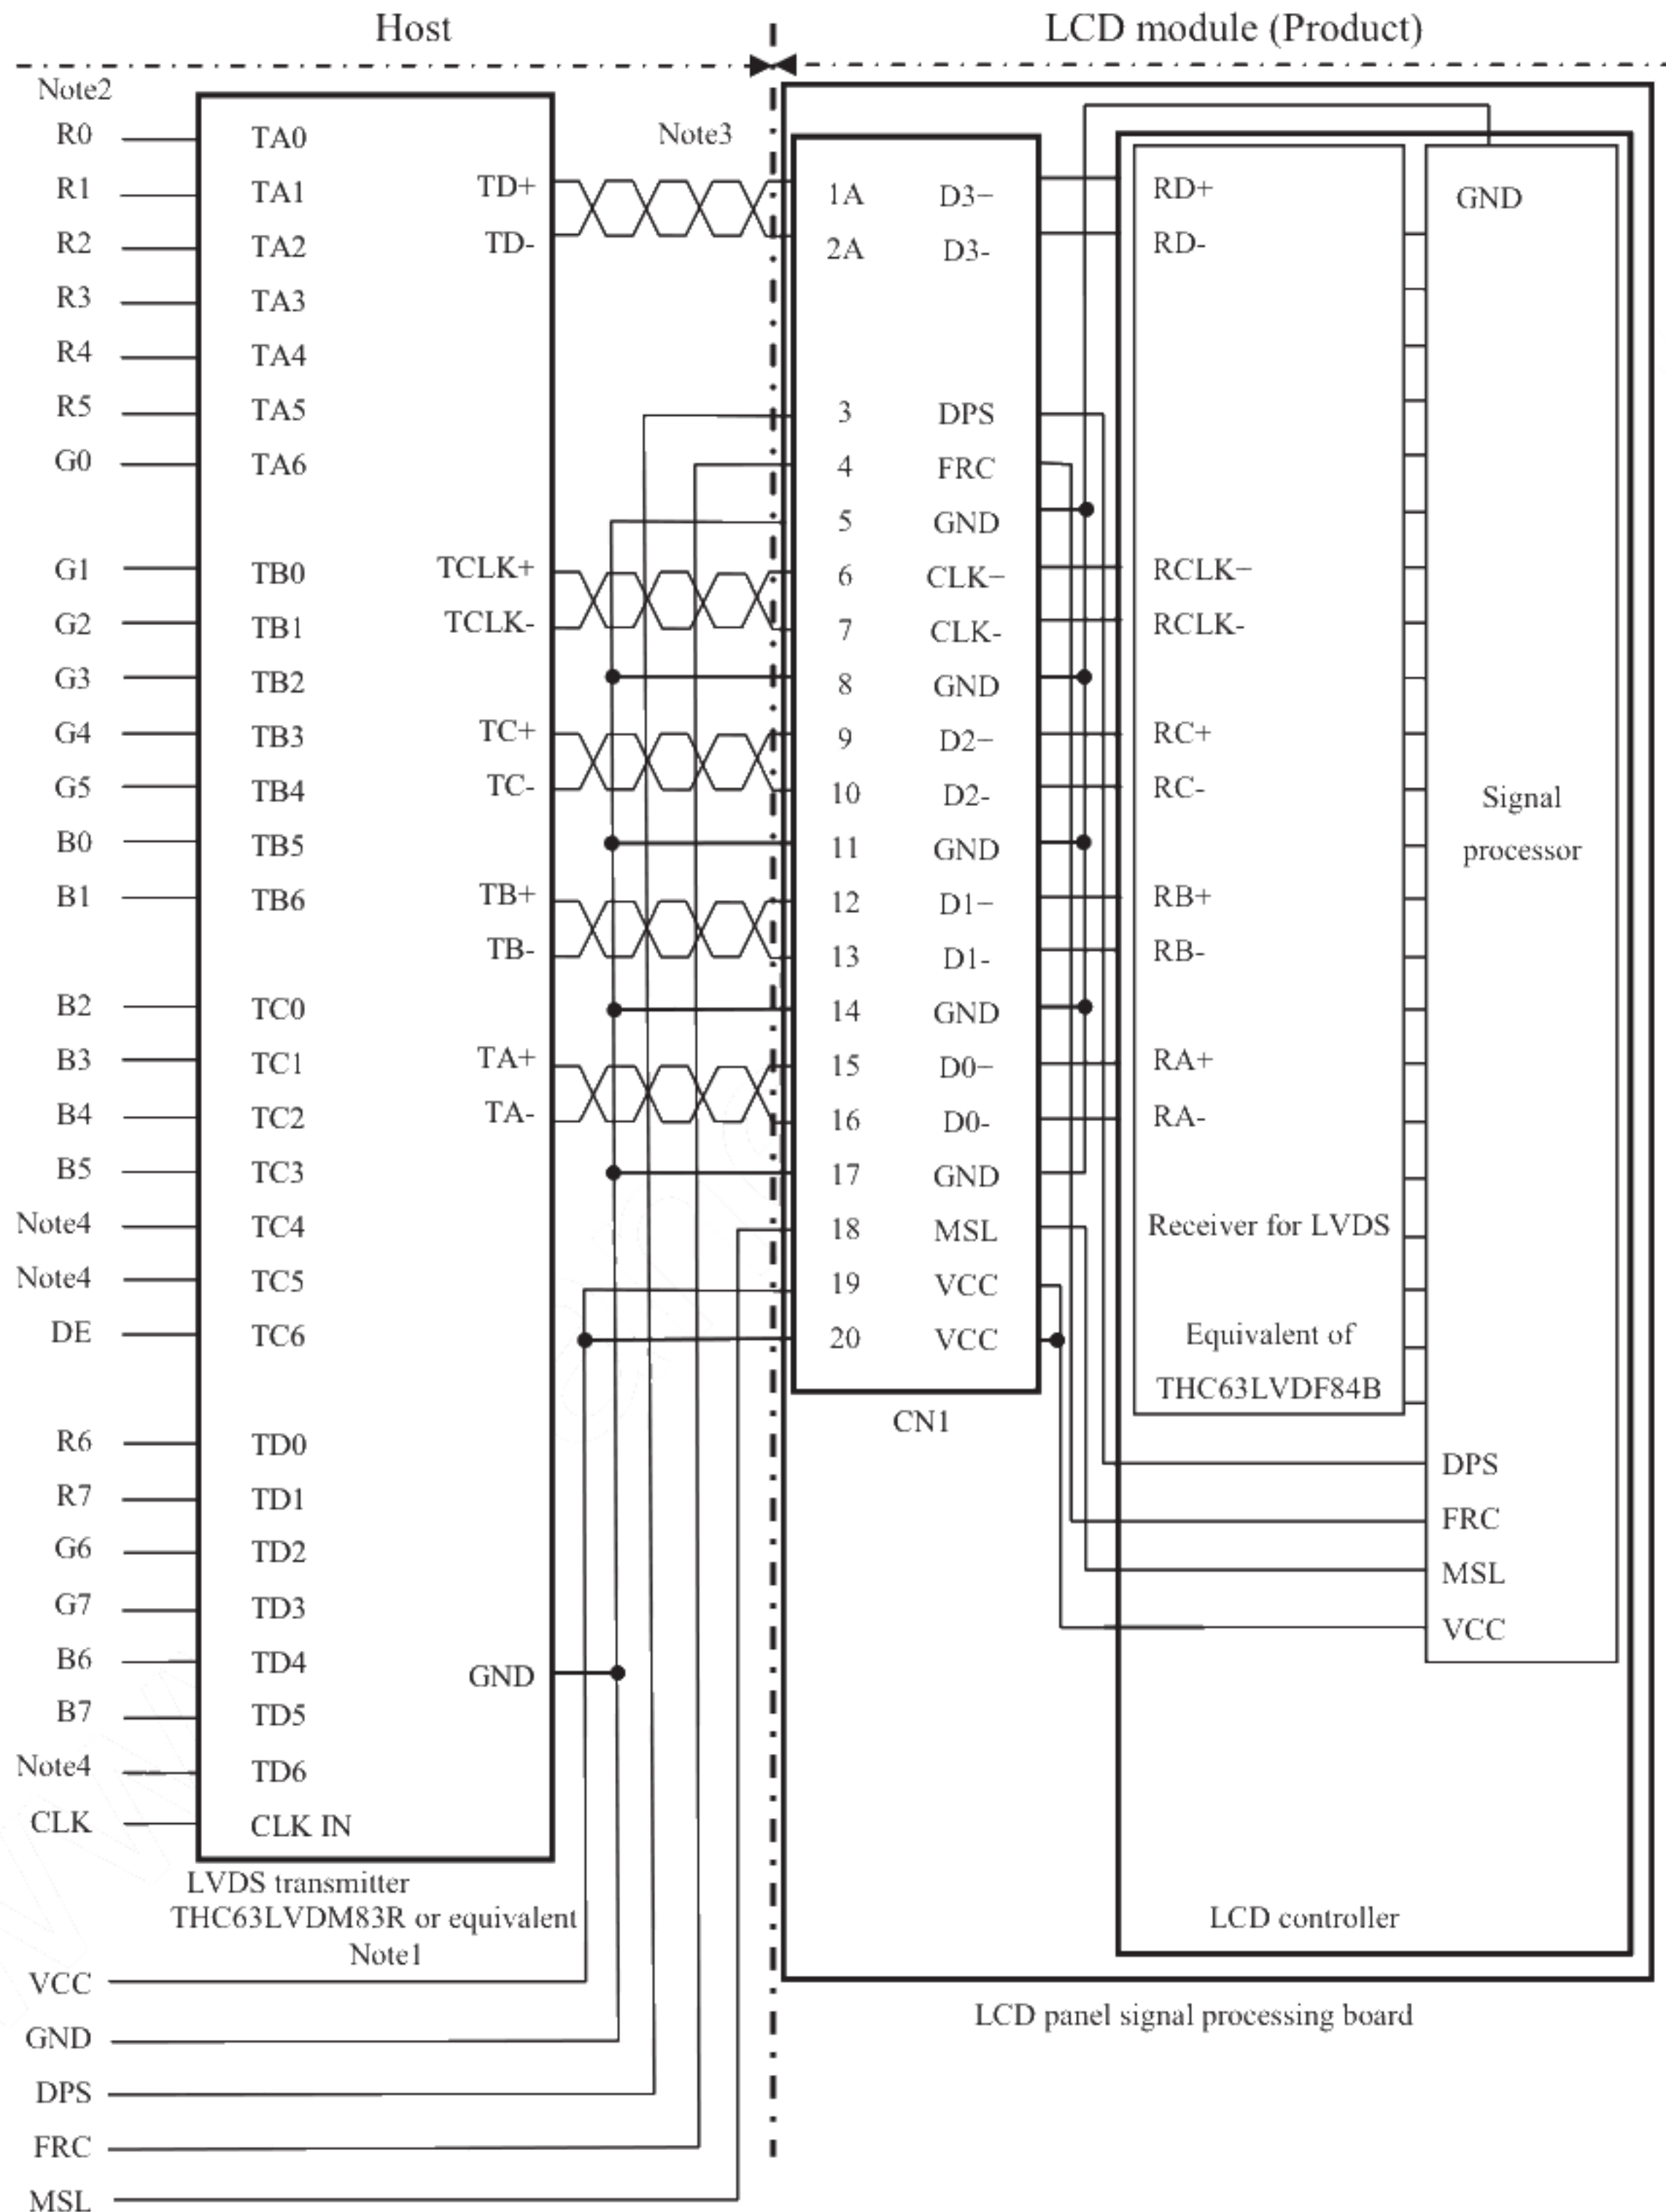 Host
LCD module (Product)
Note2
Note3
R0 TA0
R1 TA1
R2 TA2
R3 TA3
R4 TA4
R5 TA5
G0 TA6
G1 TB0
G2 TB1
G3 TB2
G4 TB3
G5 TB4
B0 TB5
B1 TB6
B2 TC0
B3 TC1
B4 TC2
B5 TC3
Note4 TC4
Note4 TC5
DE TC6
R6 TD0
R7 TD1
G6 TD2
G7 TD3
B6 TD4
B7 TD5
Note4 TD6
CLK CLK IN
TD+
TD-
TCLK+
TCLK-
TC+
TC-
TB+
TB-
TA+
TA-
GND
LVDS transmitter
THC63LVDM83R or equivalent
Note1
VCC
GND
DPS
FRC
MSL
1A D3−
2A D3-
3 DPS
4 FRC
5 GND
6 CLK−
7 CLK-
8 GND
9 D2−
10 D2-
11 GND
12 D1−
13 D1-
14 GND
15 D0−
16 D0-
17 GND
18 MSL
19 VCC
20 VCC
CN1
RD+
RD-
RCLK−
RCLK-
RC+
RC-
RB+
RB-
RA+
RA-
Receiver for LVDS
Equivalent of
THC63LVDF84B
GND
Signal
processor
DPS
FRC
MSL
VCC
LCD controller
LCD panel signal processing board